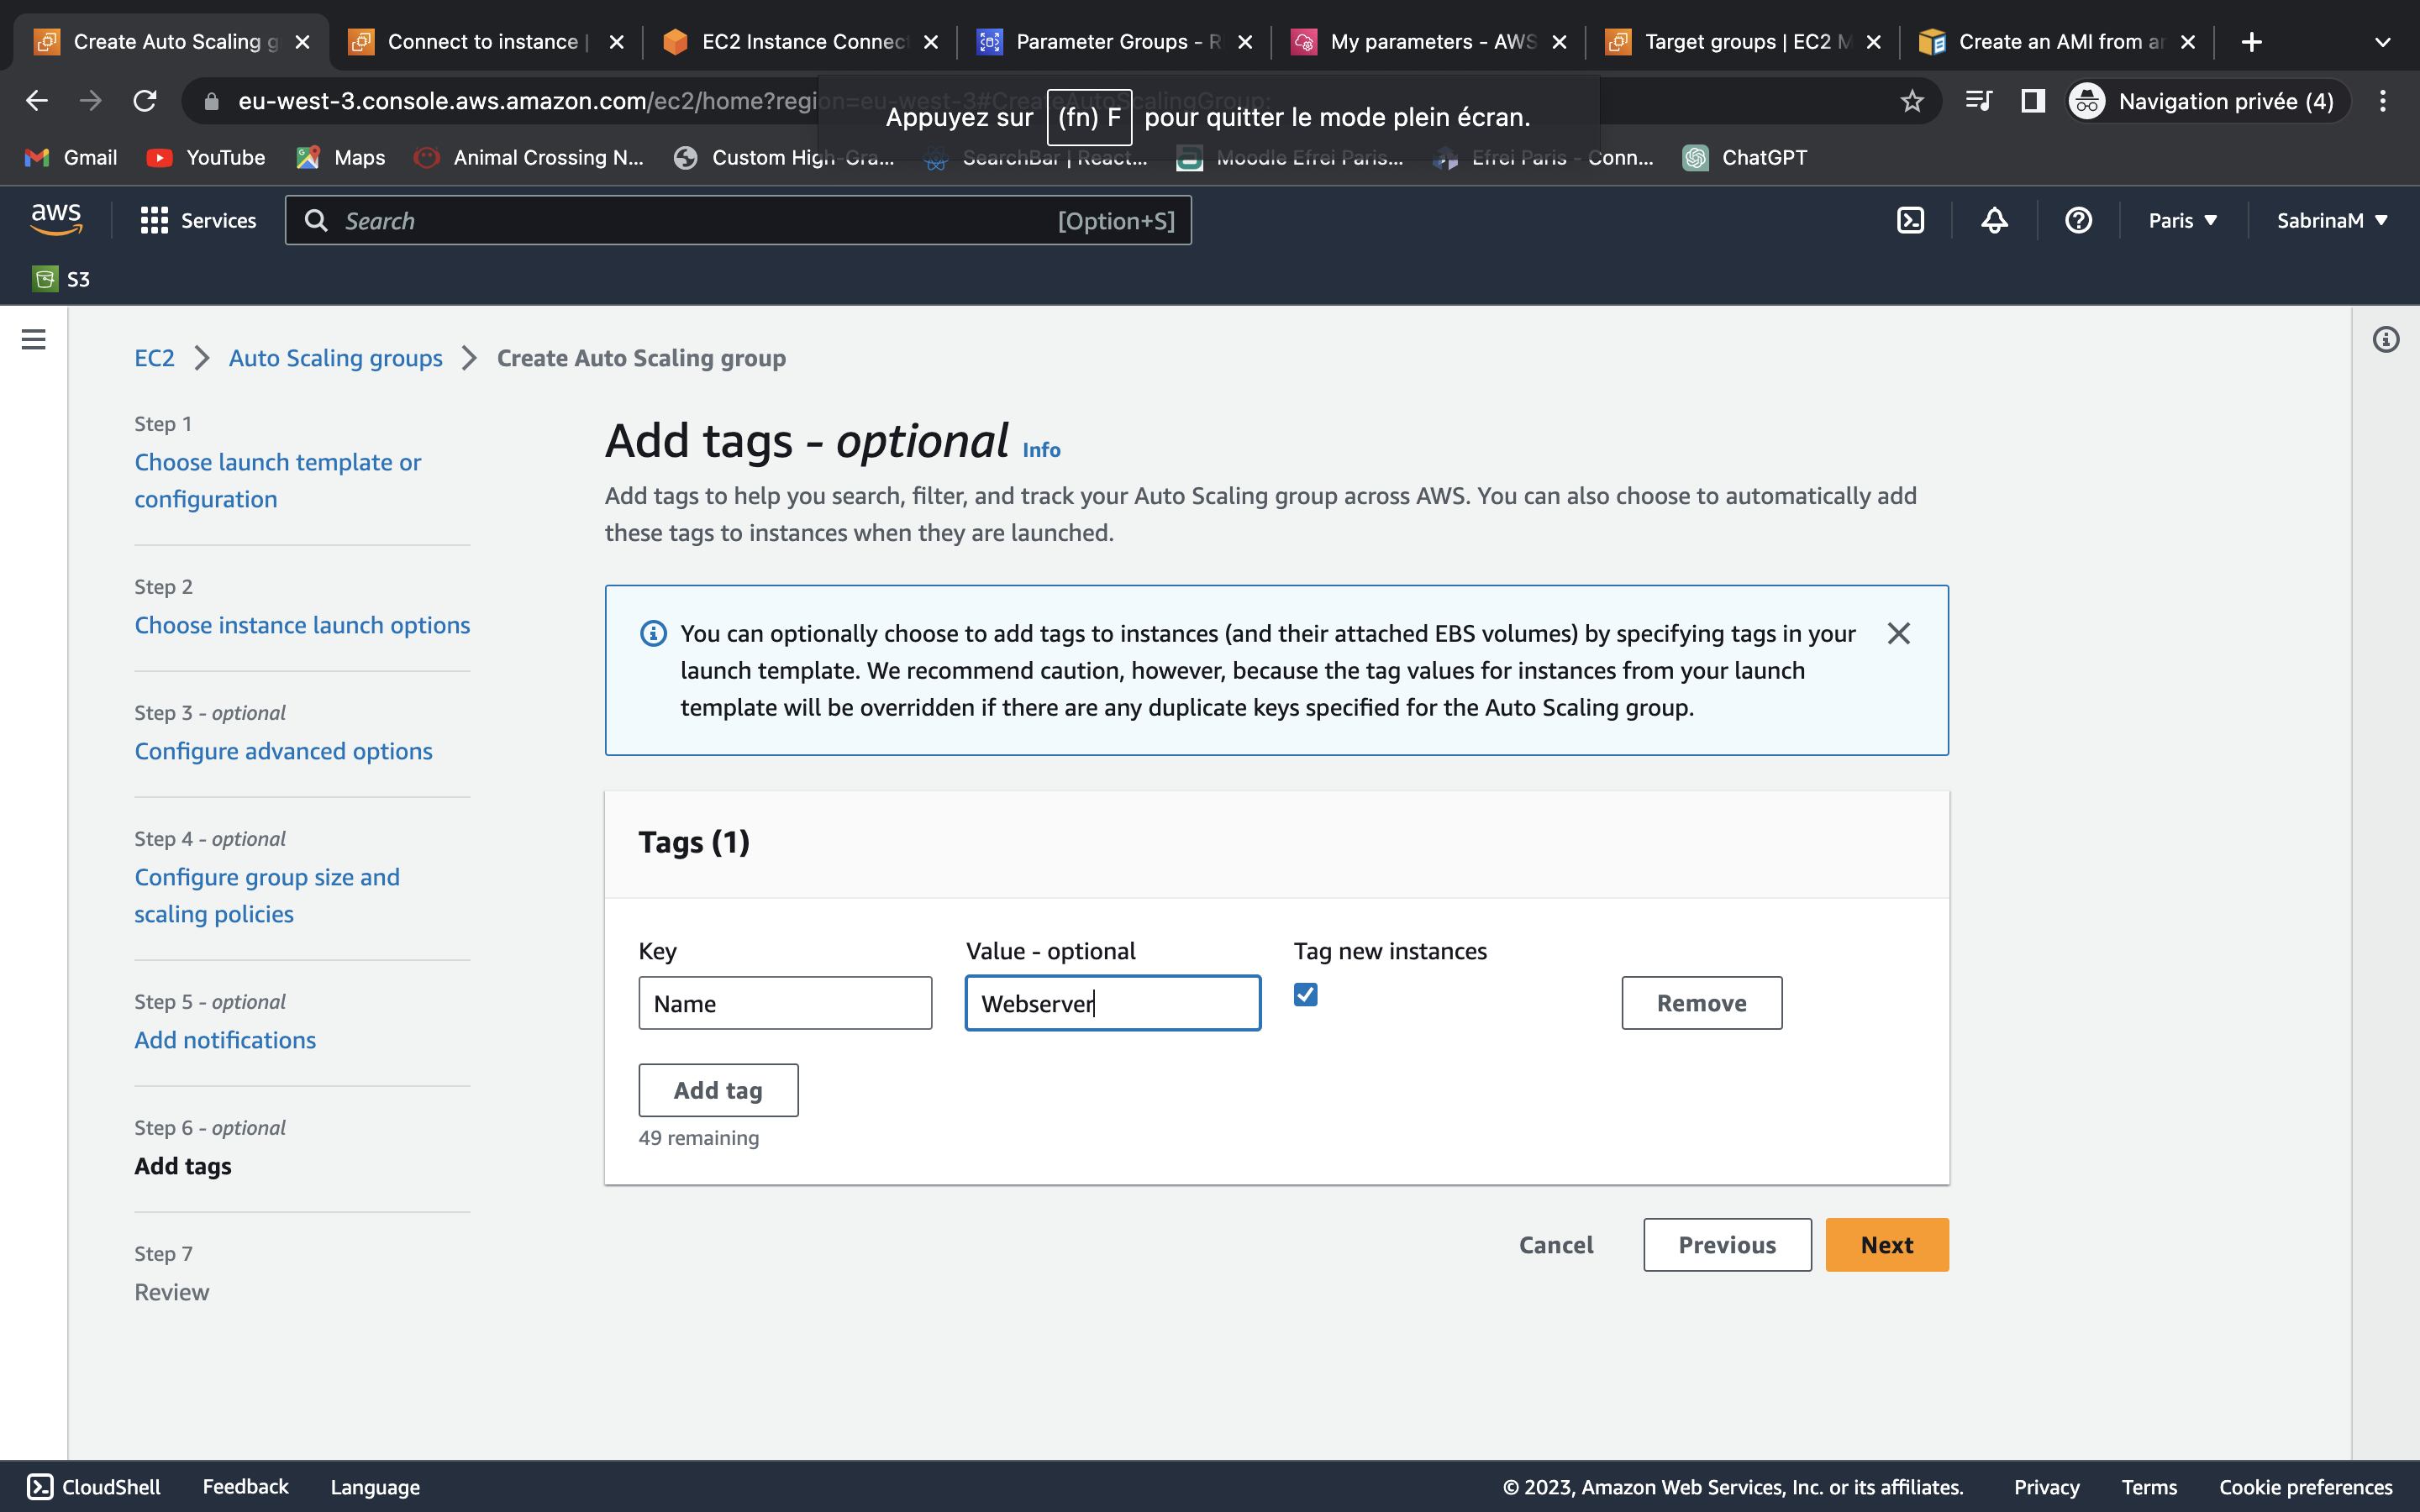 Create Auto Scaling g
Connect to instance |
EC2 Instance Connec
Parameter Groups - R
My parameters - AWS
Target groups | EC2 M
Create an AMI from ar
eu-west-3.console.aws.amazon.com/ec2/home?region=eu-west-3#CreateAutoScalingGroup:
Appuyez sur (fn) F pour quitter le mode plein écran.
Navigation privée (4)
Gmail
YouTube
Maps
Animal Crossing N...
Custom High-Gra...
SearchBar | React...
Moodle Efrei Paris...
Efrei Paris - Conn...
ChatGPT
aws
Services
Search
[Option+S]
Paris
SabrinaM
S3
EC2
Auto Scaling groups
Create Auto Scaling group
Step 1
Choose launch template or
configuration
Step 2
Choose instance launch options
Step 3 - optional
Configure advanced options
Step 4 - optional
Configure group size and
scaling policies
Step 5 - optional
Add notifications
Step 6 - optional
Add tags
Step 7
Review
Add tags - optional Info
Add tags to help you search, filter, and track your Auto Scaling group across AWS. You can also choose to automatically add
these tags to instances when they are launched.
You can optionally choose to add tags to instances (and their attached EBS volumes) by specifying tags in your
launch template. We recommend caution, however, because the tag values for instances from your launch
template will be overridden if there are any duplicate keys specified for the Auto Scaling group.
Tags (1)
Key
Value - optional
Tag new instances
Name
Webserver
Remove
Add tag
49 remaining
Cancel
Previous
Next
CloudShell
Feedback
Language
© 2023, Amazon Web Services, Inc. or its affiliates.
Privacy
Terms
Cookie preferences